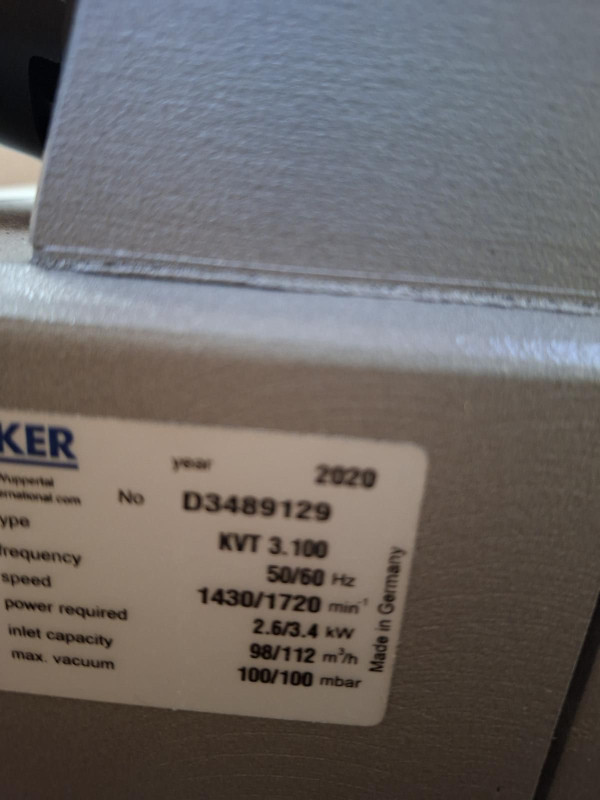 KER
Wuppertal
ernational.com
year 2020
No D3489129
ype KVT 3.100
frequency 50/60 Hz
speed 1430/1720 min⁻¹
power required 2.6/3.4 kW
inlet capacity 98/112 m³/h
max. vacuum 100/100 mbar
Made in Germany